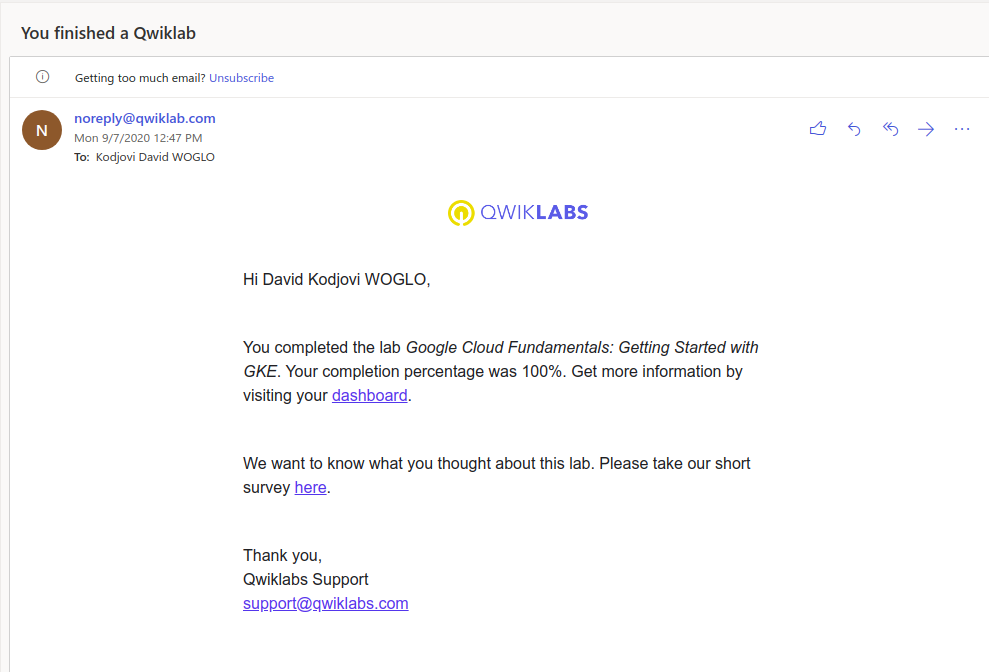 You finished a Qwiklab
Getting too much email? Unsubscribe
N
noreply@qwiklab.com
Mon 9/7/2020 12:47 PM
To: Kodjovi David WOGLO
QWIKLABS
Hi David Kodjovi WOGLO,
You completed the lab Google Cloud Fundamentals: Getting Started with
GKE. Your completion percentage was 100%. Get more information by
visiting your dashboard.
We want to know what you thought about this lab. Please take our short
survey here.
Thank you,
Qwiklabs Support
support@qwiklabs.com